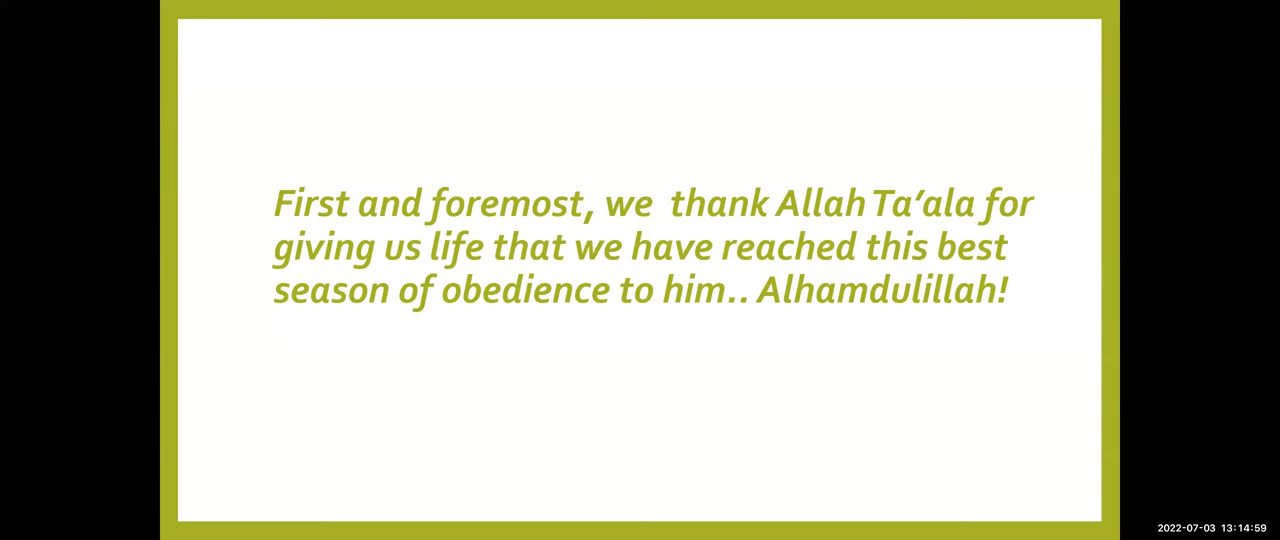 First and foremost, we  thank Allah Ta’ala for
giving us life that we have reached this best
season of obedience to him.. Alhamdulillah!
2022-07-03 13:14:59